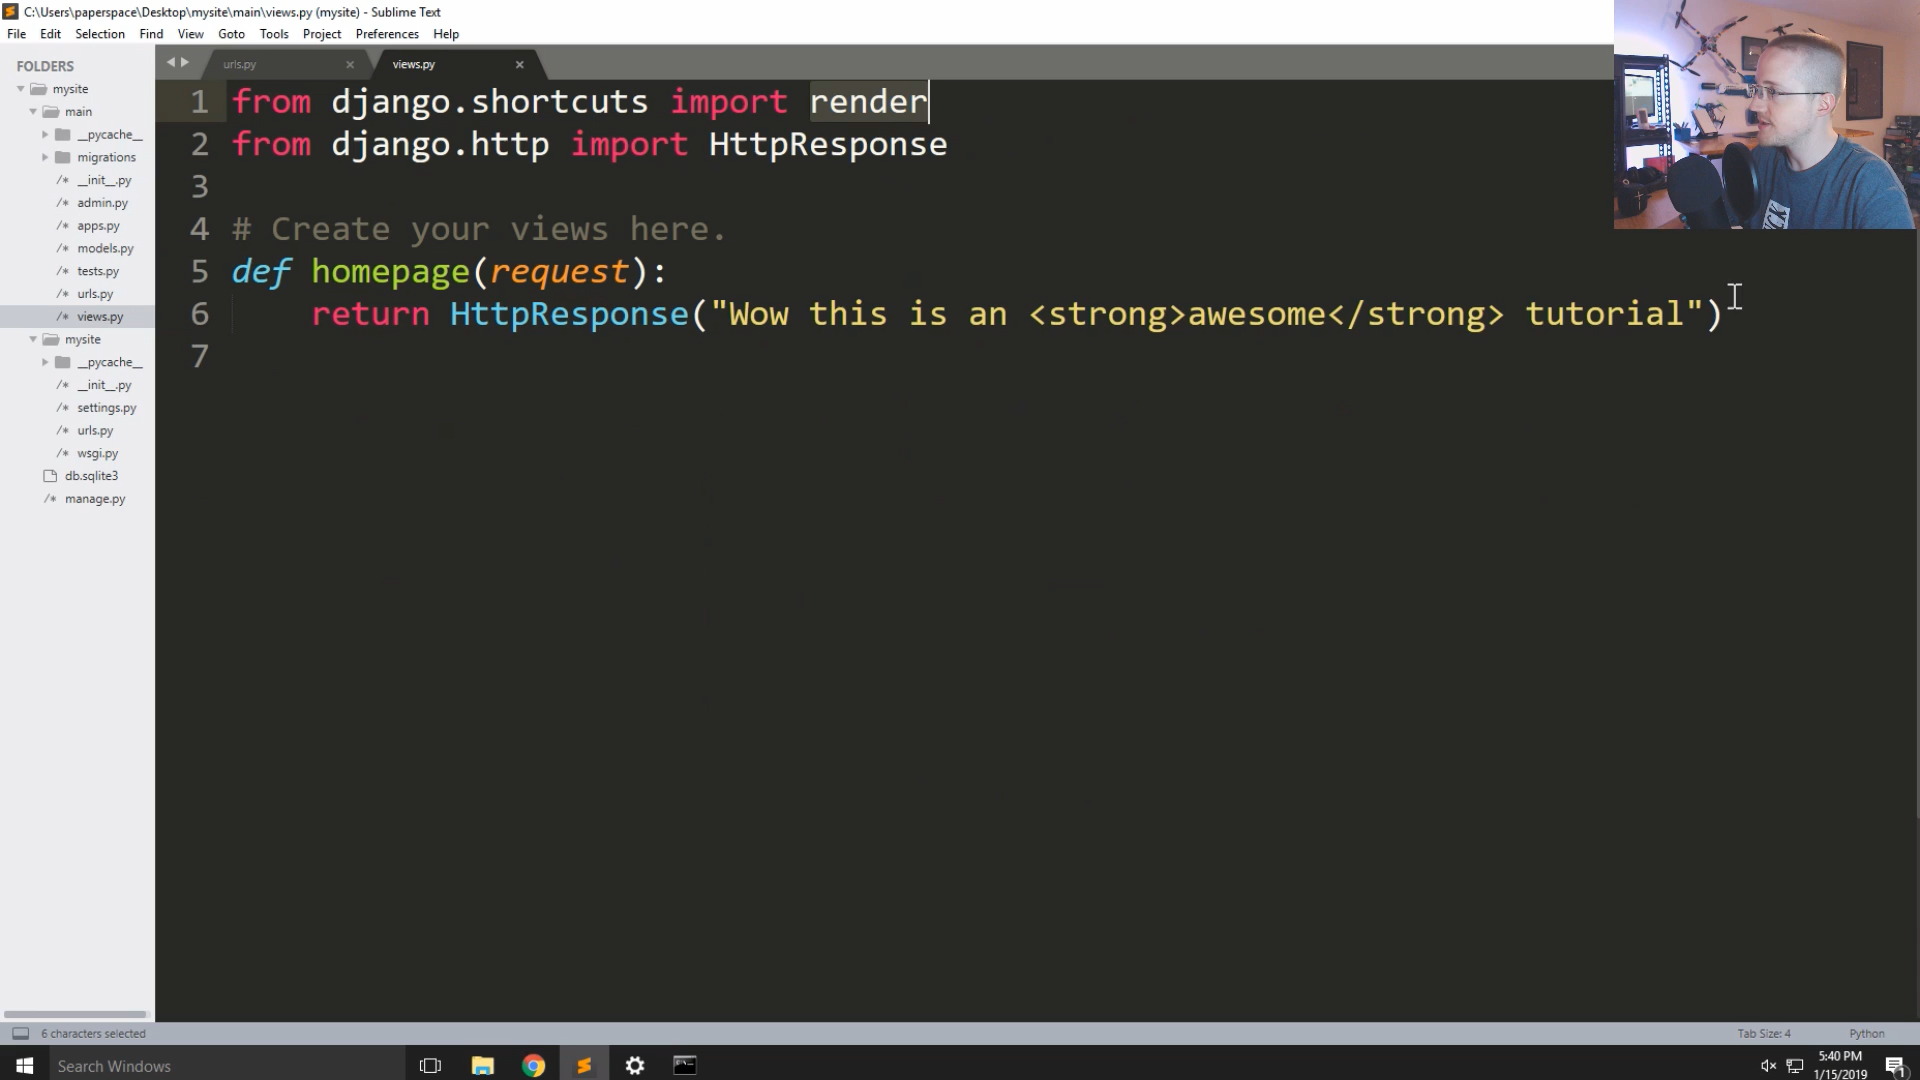 C:\Users\paperspace\Desktop\mysite\main\views.py (mysite) - Sublime Text
File Edit Selection Find View Goto Tools Project Preferences Help
FOLDERS
mysite
main
__pycache__
migrations
/* __init__.py
/* admin.py
/* apps.py
/* models.py
/* tests.py
/* urls.py
/* views.py
mysite
__pycache__
/* __init__.py
/* settings.py
/* urls.py
/* wsgi.py
db.sqlite3
/* manage.py
urls.py × views.py ×
1 from django.shortcuts import render
2 from django.http import HttpResponse
3
4 # Create your views here.
5 def homepage(request):
6     return HttpResponse("Wow this is an <strong>awesome</strong> tutorial")
7
6 characters selected Tab Size: 4 Python
Search Windows
5:40 PM
1/15/2019
1